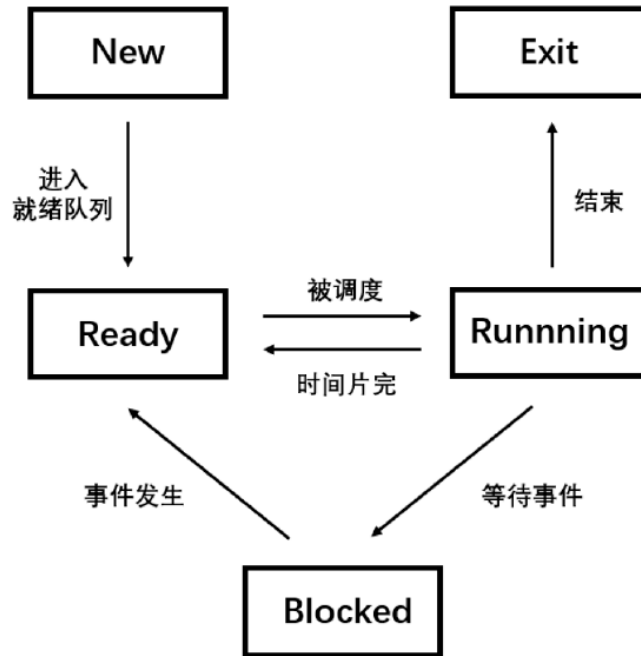 New
Exit
进入
就绪队列
结束
被调度
Ready
Runnning
时间片完
事件发生
等待事件
Blocked